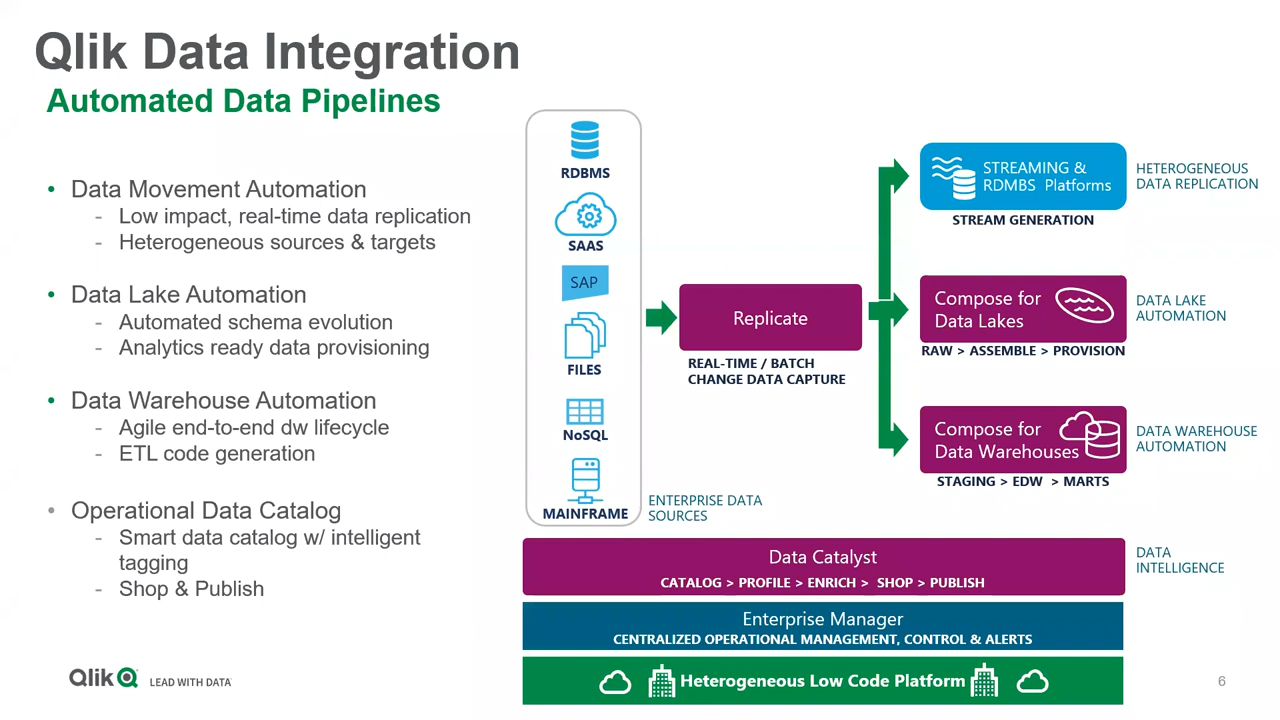 Qlik Data Integration
Automated Data Pipelines
• Data Movement Automation
- Low impact, real-time data replication
- Heterogeneous sources & targets
• Data Lake Automation
- Automated schema evolution
- Analytics ready data provisioning
• Data Warehouse Automation
- Agile end-to-end dw lifecycle
- ETL code generation
• Operational Data Catalog
- Smart data catalog w/ intelligent
tagging
- Shop & Publish
RDBMS
SAAS
SAP
FILES
NoSQL
MAINFRAME
ENTERPRISE DATA
SOURCES
Replicate
REAL-TIME / BATCH
CHANGE DATA CAPTURE
STREAMING &
RDMBS Platforms
STREAM GENERATION
HETEROGENEOUS
DATA REPLICATION
Compose for
Data Lakes
RAW > ASSEMBLE > PROVISION
DATA LAKE
AUTOMATION
Compose for
Data Warehouses
STAGING > EDW > MARTS
DATA WAREHOUSE
AUTOMATION
Data Catalyst
CATALOG > PROFILE > ENRICH > SHOP > PUBLISH
DATA
INTELLIGENCE
Enterprise Manager
CENTRALIZED OPERATIONAL MANAGEMENT, CONTROL & ALERTS
Heterogeneous Low Code Platform
Qlik LEAD WITH DATA
6